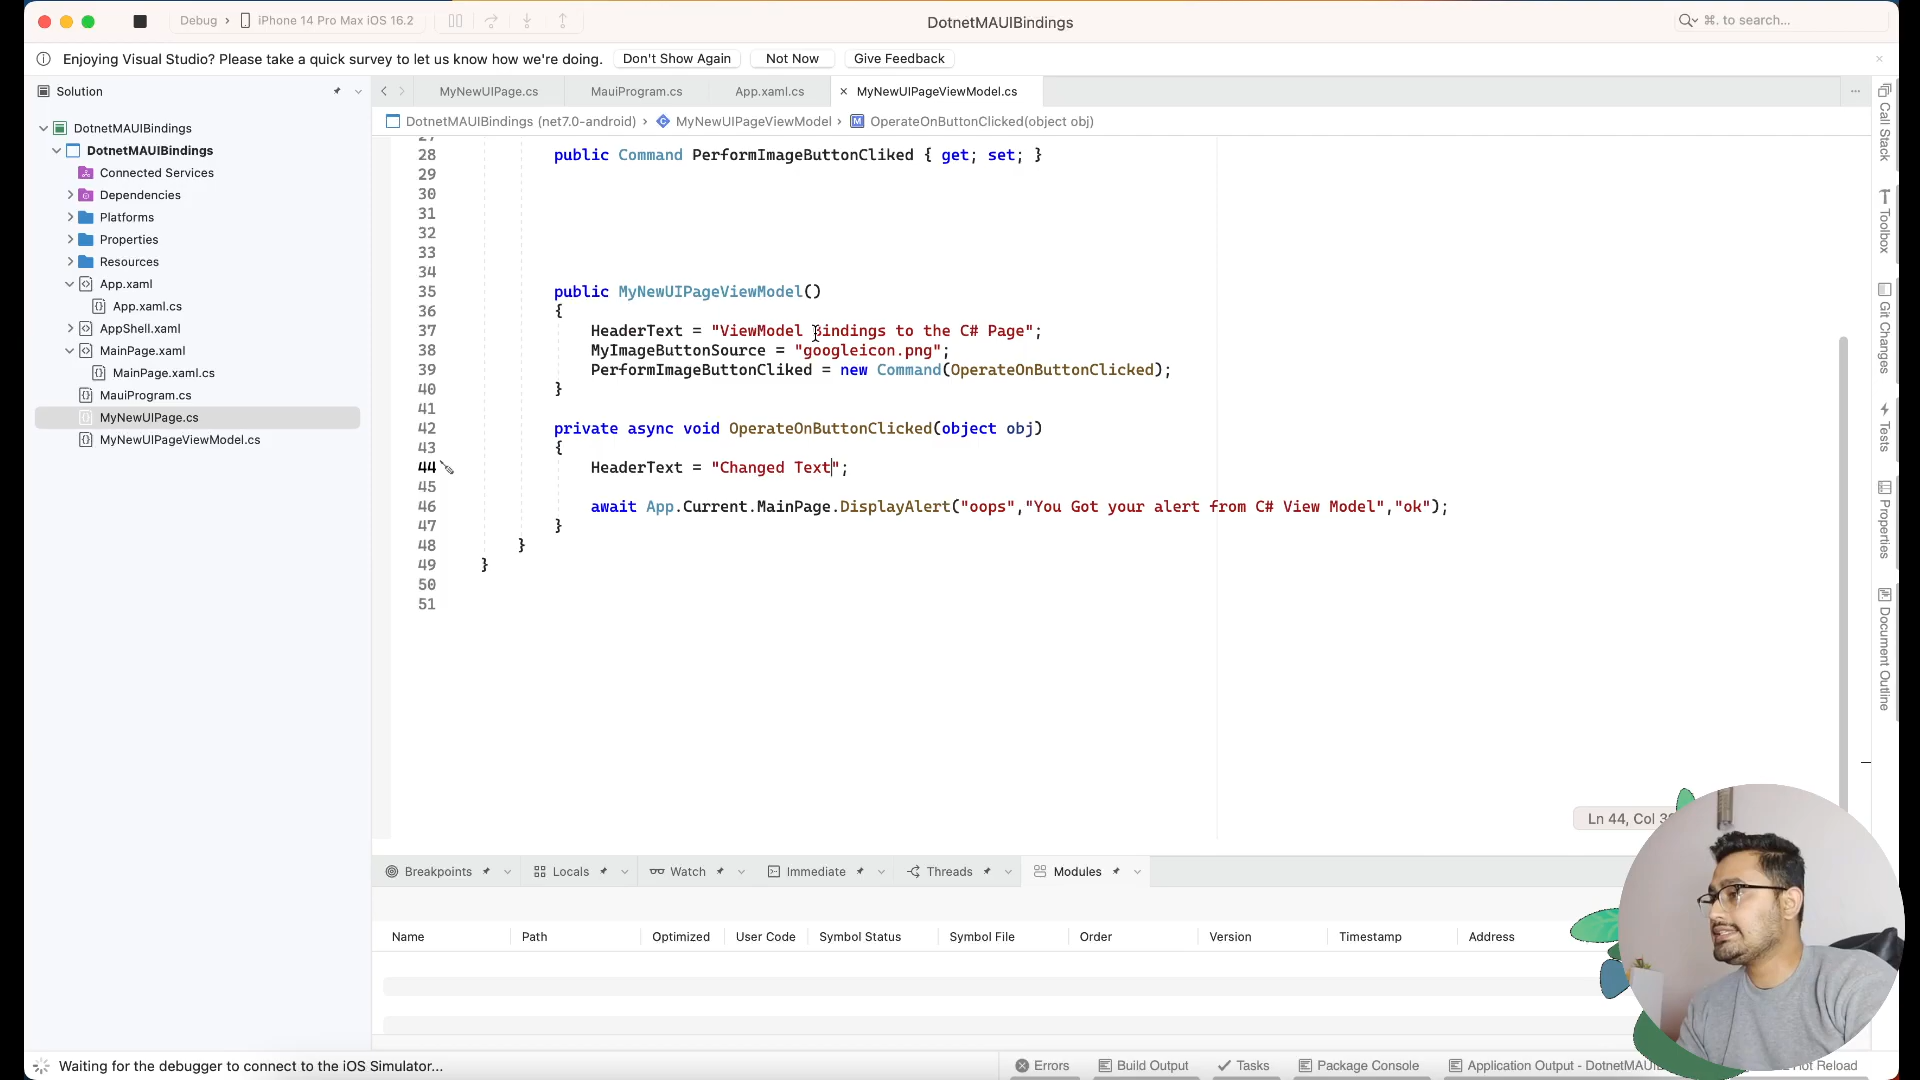 Debug › iPhone 14 Pro Max iOS 16.2
DotnetMAUIBindings
⌘. to search...
Enjoying Visual Studio? Please take a quick survey to let us know how we're doing.
Don't Show Again
Not Now
Give Feedback
Solution
DotnetMAUIBindings
DotnetMAUIBindings
Connected Services
Dependencies
Platforms
Properties
Resources
App.xaml
App.xaml.cs
AppShell.xaml
MainPage.xaml
MainPage.xaml.cs
MauiProgram.cs
MyNewUIPage.cs
MyNewUIPageViewModel.cs
MyNewUIPage.cs
MauiProgram.cs
App.xaml.cs
MyNewUIPageViewModel.cs
DotnetMAUIBindings (net7.0-android) › MyNewUIPageViewModel › OperateOnButtonClicked(object obj)
27
28 public Command PerformImageButtonCliked { get; set; }
29
30
31
32
33
34
35 public MyNewUIPageViewModel()
36 {
37 HeaderText = "ViewModel Bindings to the C# Page";
38 MyImageButtonSource = "googleicon.png";
39 PerformImageButtonCliked = new Command(OperateOnButtonClicked);
40 }
41
42 private async void OperateOnButtonClicked(object obj)
43 {
44 HeaderText = "Changed Text";
45
46 await App.Current.MainPage.DisplayAlert("oops","You Got your alert from C# View Model","ok");
47 }
48 }
49 }
50
51
Ln 44, Col
Call Stack
Toolbox
Git Changes
Tests
Properties
Document Outline
Breakpoints
Locals
Watch
Immediate
Threads
Modules
Name
Path
Optimized
User Code
Symbol Status
Symbol File
Order
Version
Timestamp
Address
Waiting for the debugger to connect to the iOS Simulator...
Errors
Build Output
Tasks
Package Console
Application Output - DotnetMAUI
Hot Reload